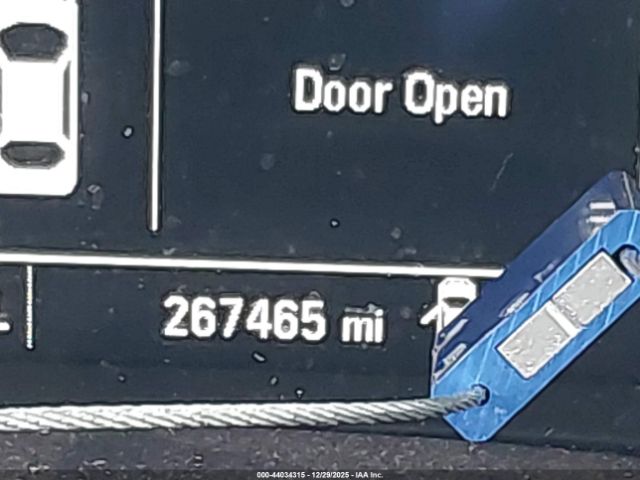 Door Open
267465 mi
000-44034315 - 12/29/2025 - IAA Inc.